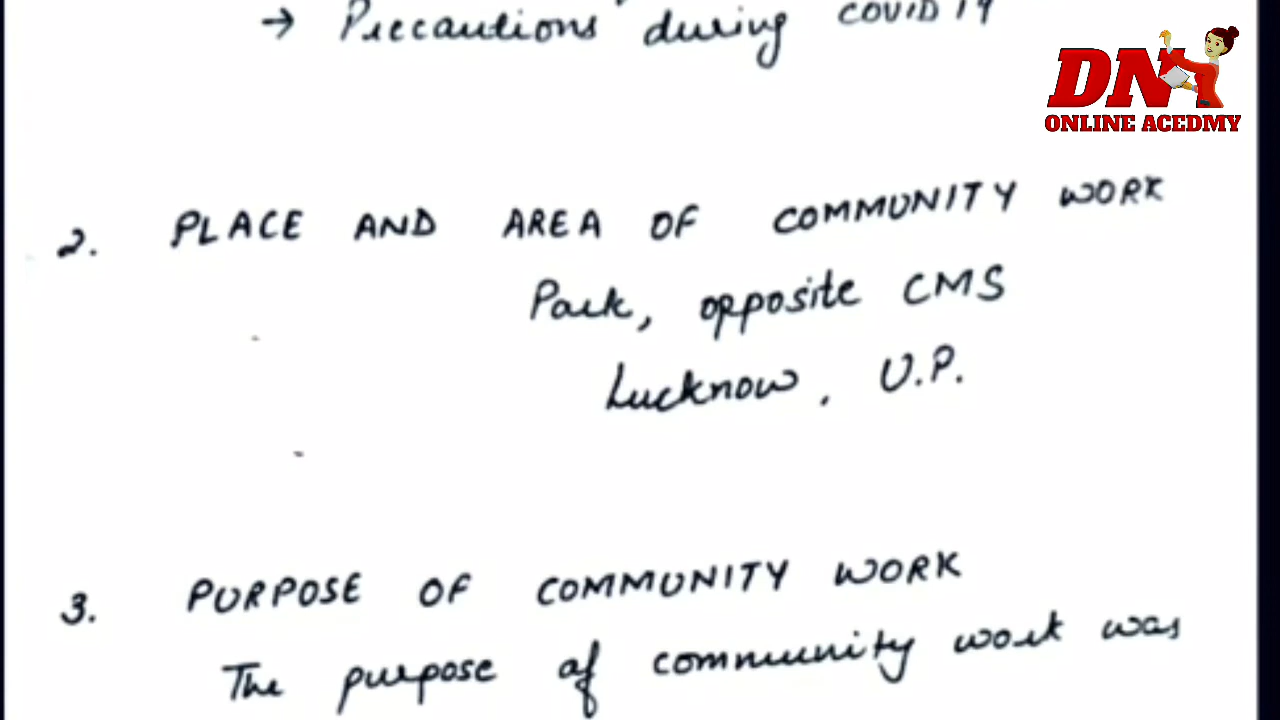 → Precautions during COVID 19
DN
ONLINE ACEDMY
2. PLACE AND AREA OF COMMUNITY WORK
Park, opposite CMS
Lucknow, U.P.
3. PURPOSE OF COMMUNITY WORK
The purpose of community work was